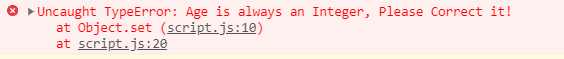 Uncaught TypeError: Age is always an Integer, Please Correct it!
at Object.set (script.js:10)
at script.js:20